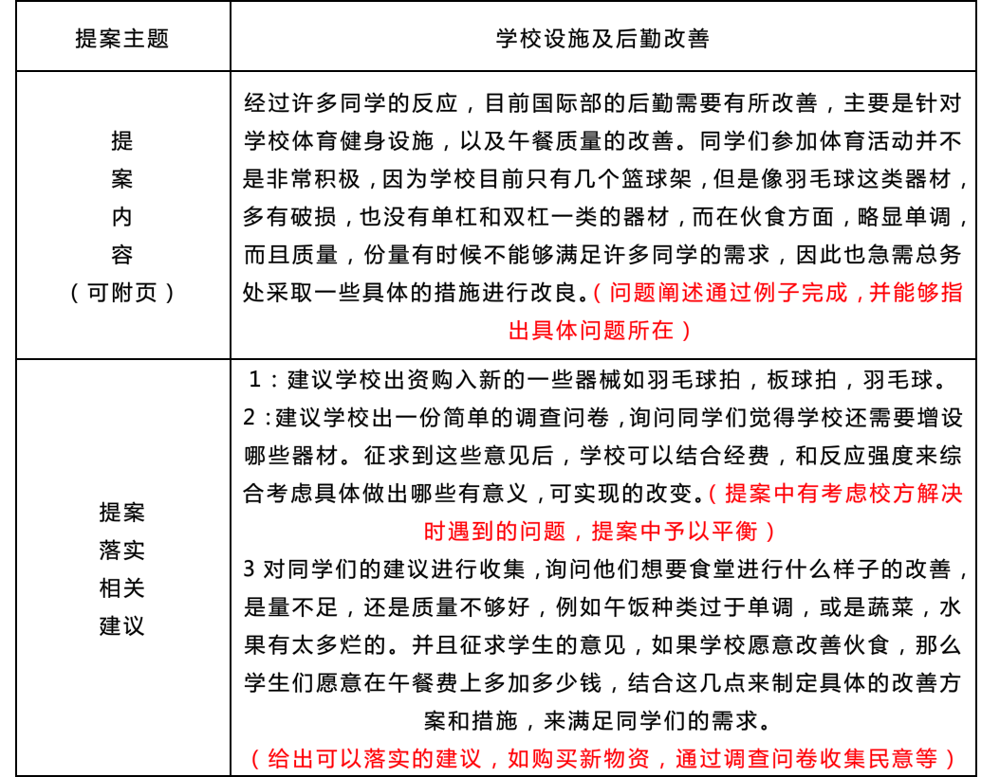 提案主题
学校设施及后勤改善
提
案
内
容
（可附页）
经过许多同学的反应，目前国际部的后勤需要有所改善，主要是针对
学校体育健身设施，以及午餐质量的改善。同学们参加体育活动并不
是非常积极，因为学校目前只有几个篮球架，但是像羽毛球这类器材，
多有破损，也没有单杠和双杠一类的器材，而在伙食方面，略显单调，
而且质量，份量有时候不能够满足许多同学的需求，因此也急需总务
处采取一些具体的措施进行改良。（问题阐述通过例子完成，并能够指
出具体问题所在）
提案
落实
相关
建议
1：建议学校出资购入新的一些器械如羽毛球拍，板球拍，羽毛球。
2：建议学校出一份简单的调查问卷，询问同学们觉得学校还需要增设
哪些器材。征求到这些意见后，学校可以结合经费，和反应强度来综
合考虑具体做出哪些有意义，可实现的改变。（提案中有考虑校方解决
时遇到的问题，提案中予以平衡）
3 对同学们的建议进行收集，询问他们想要食堂进行什么样子的改善，
是量不足，还是质量不够好，例如午饭种类过于单调，或是蔬菜，水
果有太多烂的。并且征求学生的意见，如果学校愿意改善伙食，那么
学生们愿意在午餐费上多加多少钱，结合这几点来制定具体的改善方
案和措施，来满足同学们的需求。
（给出可以落实的建议，如购买新物资，通过调查问卷收集民意等）